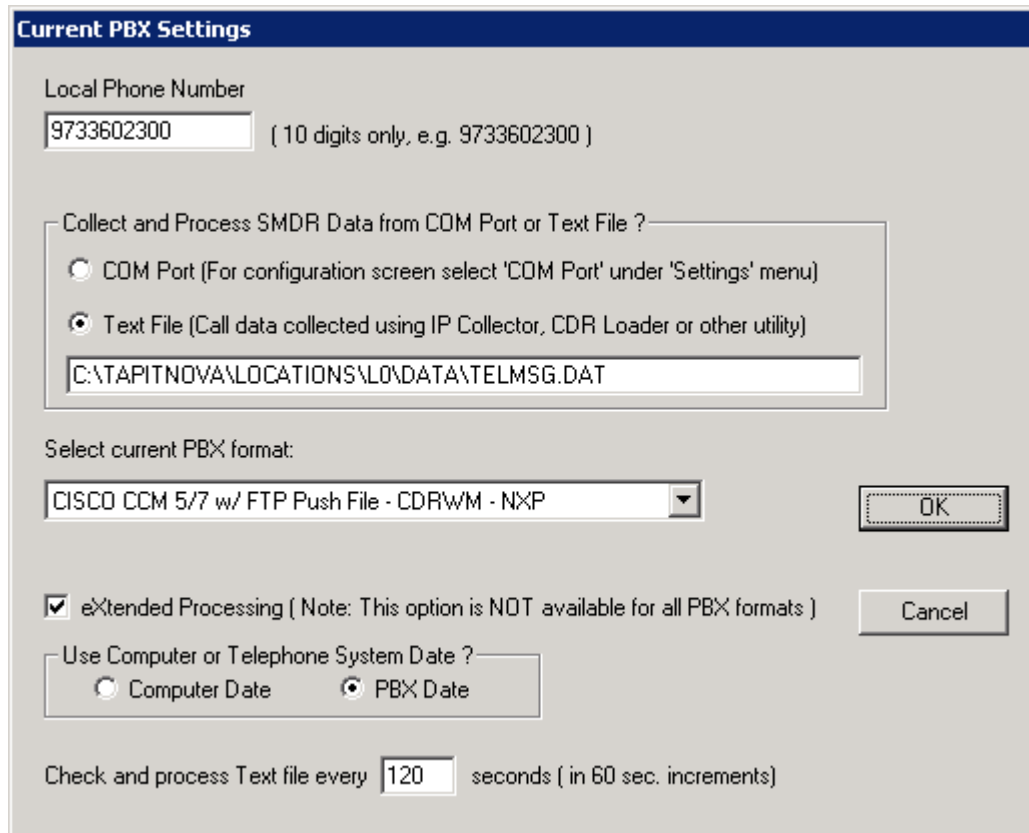 Current PBX Settings
Local Phone Number
9733602300 ( 10 digits only, e.g. 9733602300 )
Collect and Process SMDR Data from COM Port or Text File ?
COM Port (For configuration screen select 'COM Port' under 'Settings' menu)
Text File (Call data collected using IP Collector, CDR Loader or other utility)
C:\TAPITNOVA\LOCATIONS\L0\DATA\TELMSG.DAT
Select current PBX format:
CISCO CCM 5/7 w/ FTP Push File - CDRWM - NXP
OK
eXtended Processing ( Note: This option is NOT available for all PBX formats )
Cancel
Use Computer or Telephone System Date ?
Computer Date PBX Date
Check and process Text file every 120 seconds ( in 60 sec. increments)